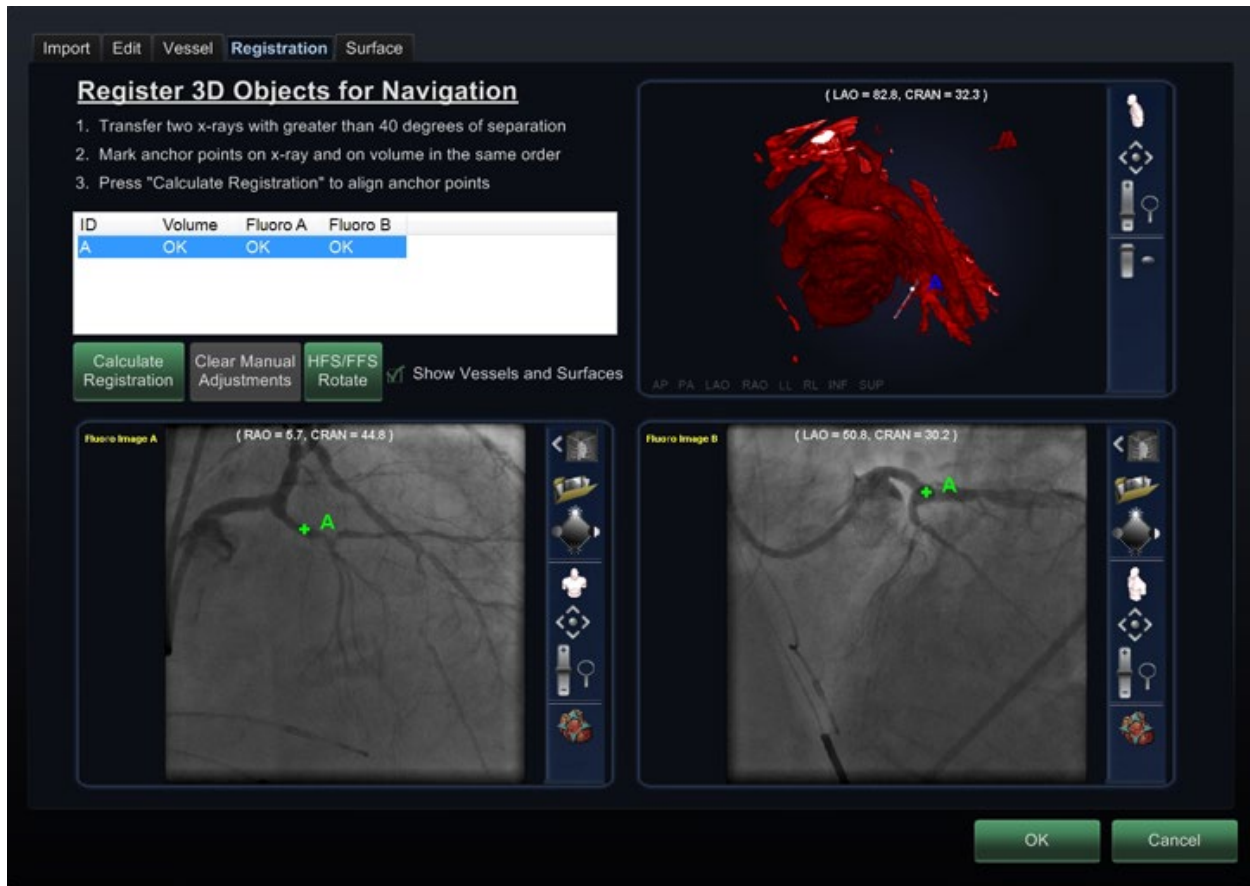 Import Edit Vessel Registration Surface
Register 3D Objects for Navigation
1. Transfer two x-rays with greater than 40 degrees of separation
2. Mark anchor points on x-ray and on volume in the same order
3. Press "Calculate Registration" to align anchor points
ID Volume Fluoro A Fluoro B
A OK OK OK
Calculate
Registration
Clear Manual
Adjustments
HFS/FFS
Rotate
Show Vessels and Surfaces
( LAO = 82.8, CRAN = 32.3 )
A
AP PA LAO RAO LL RL INF SUP
Fluoro Image A
( RAO = 5.7, CRAN = 44.8 )
A
Fluoro Image B
( LAO = 50.8, CRAN = 30.2 )
A
OK Cancel